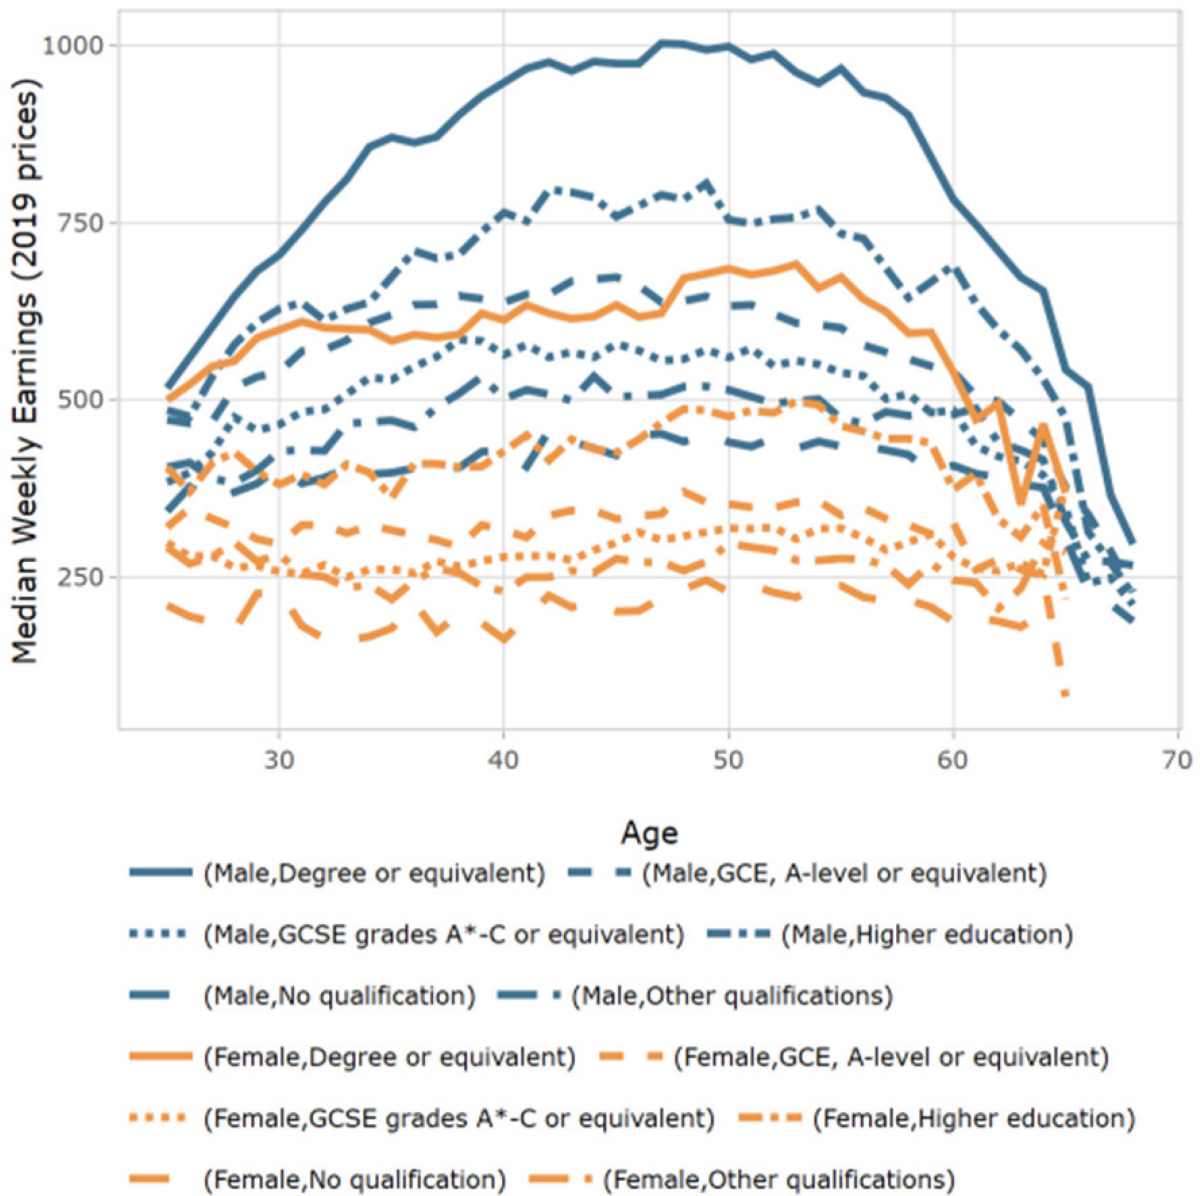 Median Weekly Earnings (2019 prices)
1000
750
500
250
30 40 50 60 70
Age
(Male,Degree or equivalent) (Male,GCE, A-level or equivalent)
(Male,GCSE grades A*-C or equivalent) (Male,Higher education)
(Male,No qualification) (Male,Other qualifications)
(Female,Degree or equivalent) (Female,GCE, A-level or equivalent)
(Female,GCSE grades A*-C or equivalent) (Female,Higher education)
(Female,No qualification) (Female,Other qualifications)